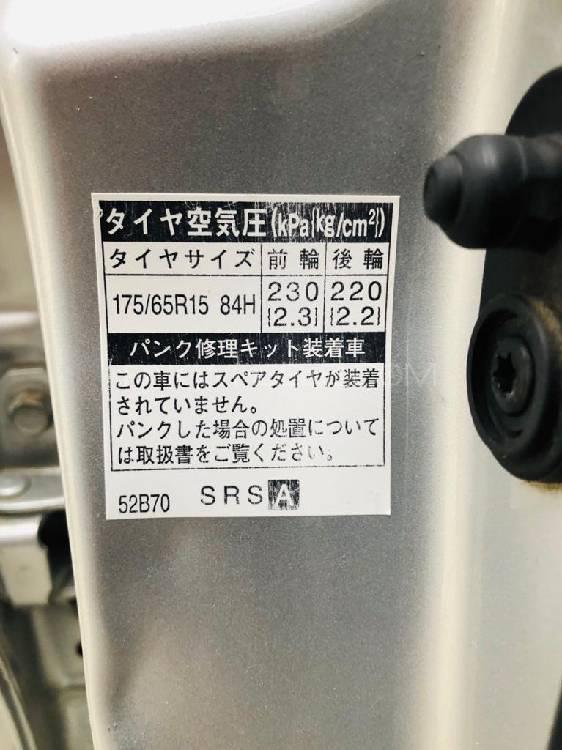 タイヤ空気圧(kPa{kg/cm²})
タイヤサイズ 前輪 後輪
175/65R15 84H 230 220
{2.3} {2.2}
パンク修理キット装着車
この車にはスペアタイヤが装着
されていません。
パンクした場合の処置について
は取扱書をご覧ください。
52B70 SRS A